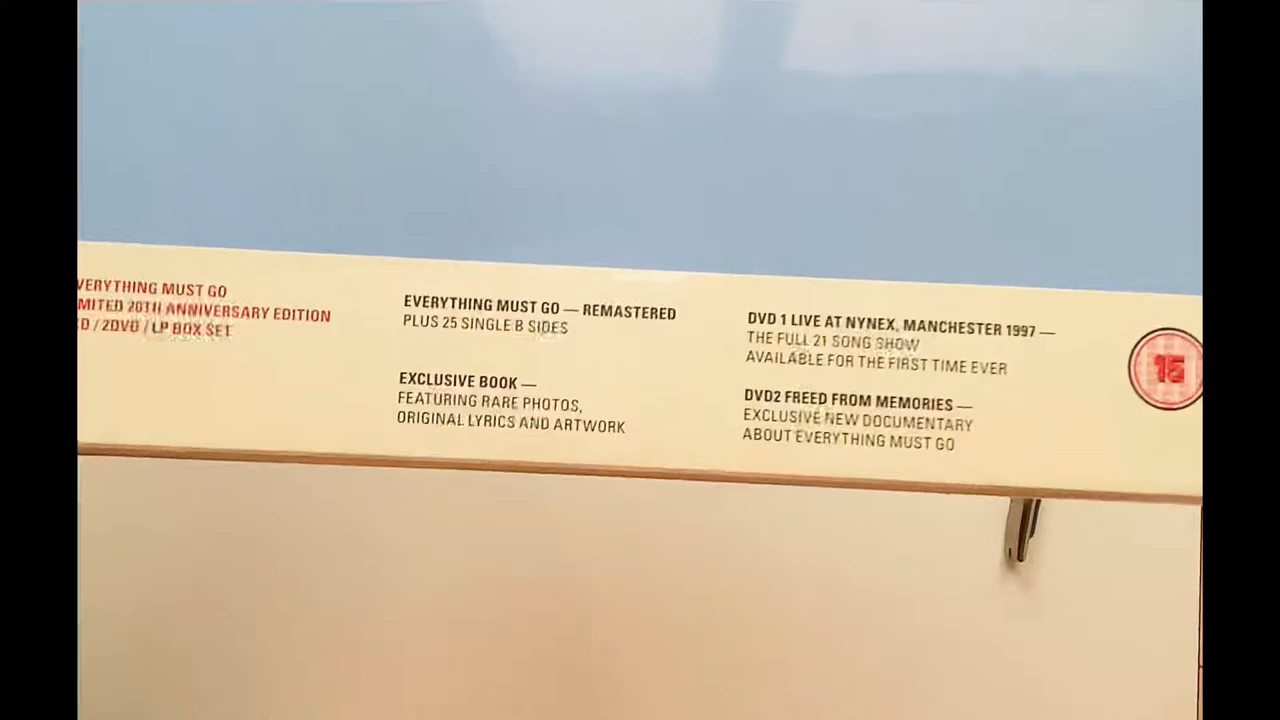 VERYTHING MUST GO
MITED 20TH ANNIVERSARY EDITION
D / 2DVD / LP BOX SET
EVERYTHING MUST GO — REMASTERED
PLUS 25 SINGLE B SIDES
EXCLUSIVE BOOK —
FEATURING RARE PHOTOS,
ORIGINAL LYRICS AND ARTWORK
DVD 1 LIVE AT NYNEX, MANCHESTER 1997 —
THE FULL 21 SONG SHOW
AVAILABLE FOR THE FIRST TIME EVER
DVD2 FREED FROM MEMORIES —
EXCLUSIVE NEW DOCUMENTARY
ABOUT EVERYTHING MUST GO
15